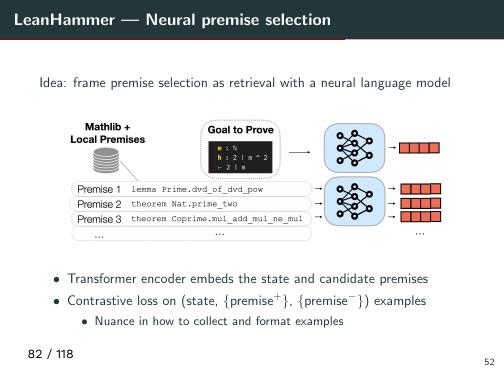 LeanHammer — Neural premise selection
Idea: frame premise selection as retrieval with a neural language model
Mathlib +
Local Premises
Goal to Prove
m : ℕ
h : 2 ∣ m ^ 2
⊢ 2 ∣ m
Premise 1 lemma Prime.dvd_of_dvd_pow
Premise 2 theorem Nat.prime_two
Premise 3 theorem Coprime.mul_add_mul_ne_mul
... ... ...
• Transformer encoder embeds the state and candidate premises
• Contrastive loss on (state, {premise⁺}, {premise⁻}) examples
• Nuance in how to collect and format examples
82 / 118
52